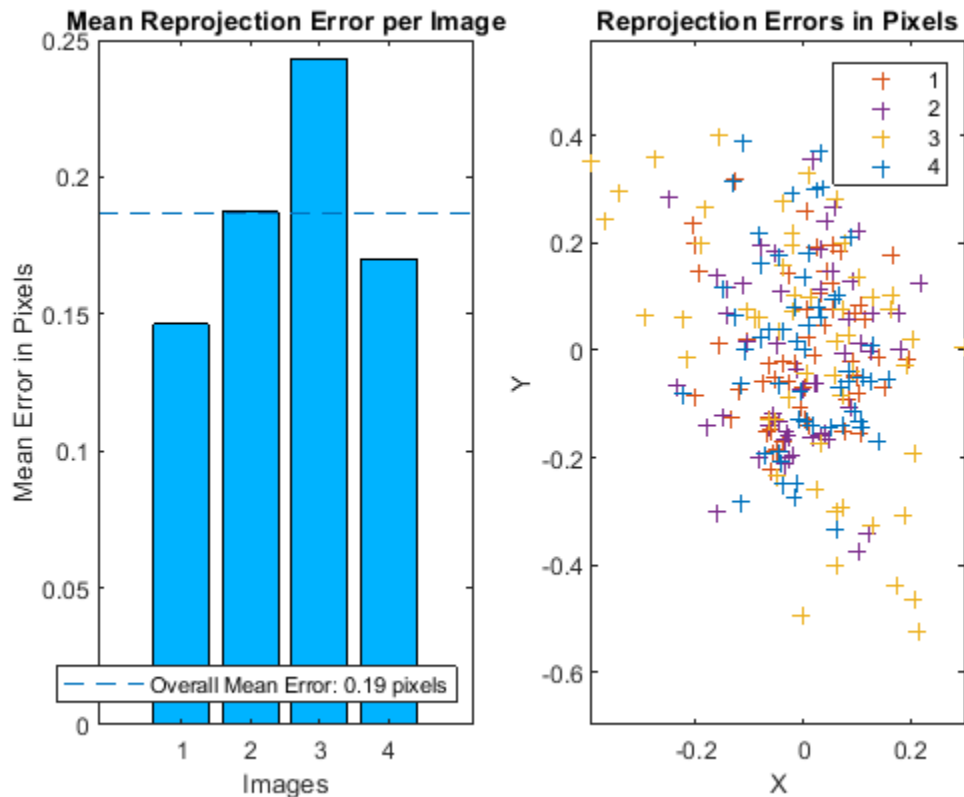 Mean Reprojection Error per Image
0.25
0.2
0.15
0.1
0.05
0
Mean Error in Pixels
Overall Mean Error: 0.19 pixels
1 2 3 4
Images
Reprojection Errors in Pixels
1
2
3
4
0.4
0.2
0
-0.2
-0.4
-0.6
Y
-0.2 0 0.2
X